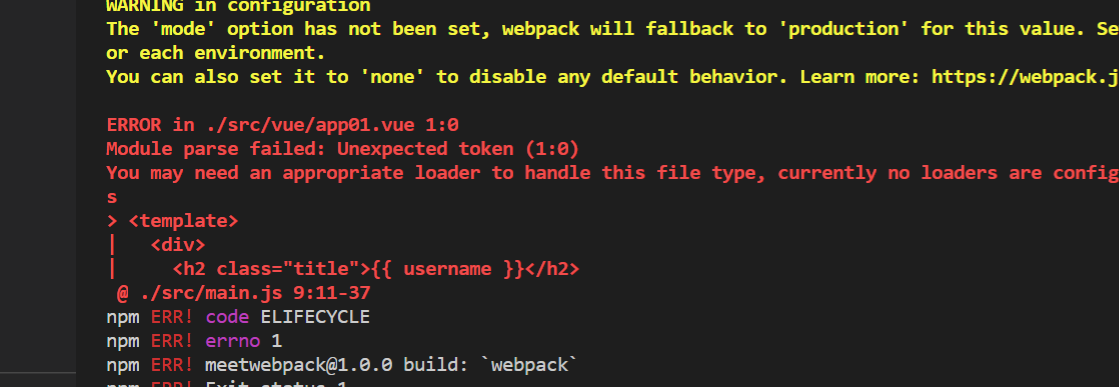 WARNING in configuration
The 'mode' option has not been set, webpack will fallback to 'production' for this value. Se
or each environment.
You can also set it to 'none' to disable any default behavior. Learn more: https://webpack.j
ERROR in ./src/vue/app01.vue 1:0
Module parse failed: Unexpected token (1:0)
You may need an appropriate loader to handle this file type, currently no loaders are config
s
> <template>
|   <div>
|     <h2 class="title">{{ username }}</h2>
 @ ./src/main.js 9:11-37
npm ERR! code ELIFECYCLE
npm ERR! errno 1
npm ERR! meetwebpack@1.0.0 build: `webpack`
npm ERR! Exit status 1